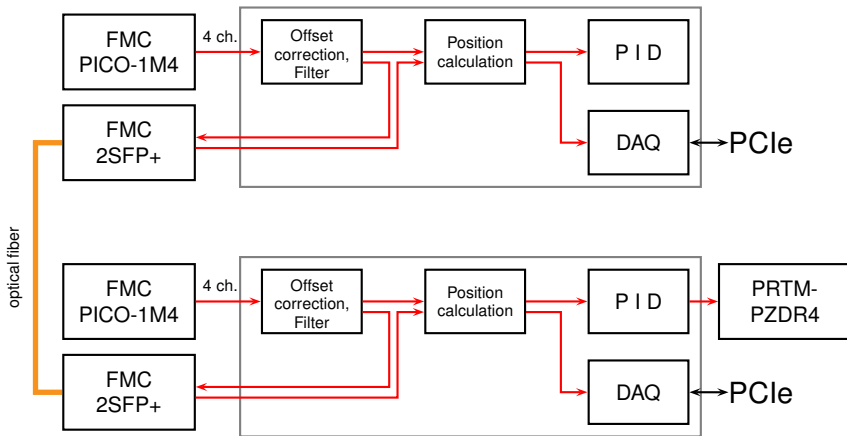 FMC
PICO-1M4
4 ch.
Offset
correction,
Filter
Position
calculation
P I D
FMC
2SFP+
DAQ
PCIe
optical fiber
FMC
PICO-1M4
4 ch.
Offset
correction,
Filter
Position
calculation
P I D
PRTM-
PZDR4
FMC
2SFP+
DAQ
PCIe